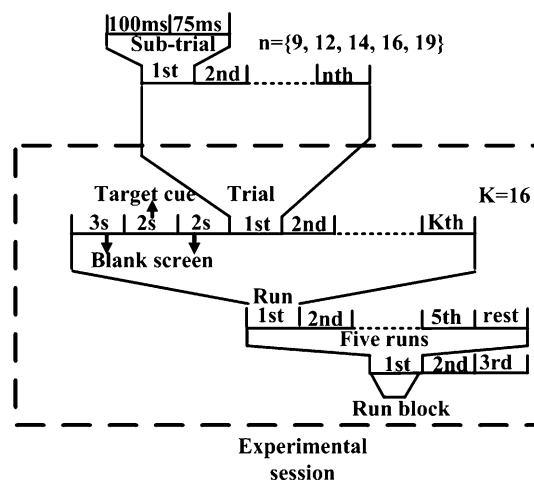 100ms 75ms
Sub-trial
n={9, 12, 14, 16, 19}
1st 2nd nth
Target cue Trial
K=16
3s 2s 2s 1st 2nd Kth
Blank screen
Run
1st 2nd 5th rest
Five runs
1st 2nd 3rd
Run block
Experimental
session